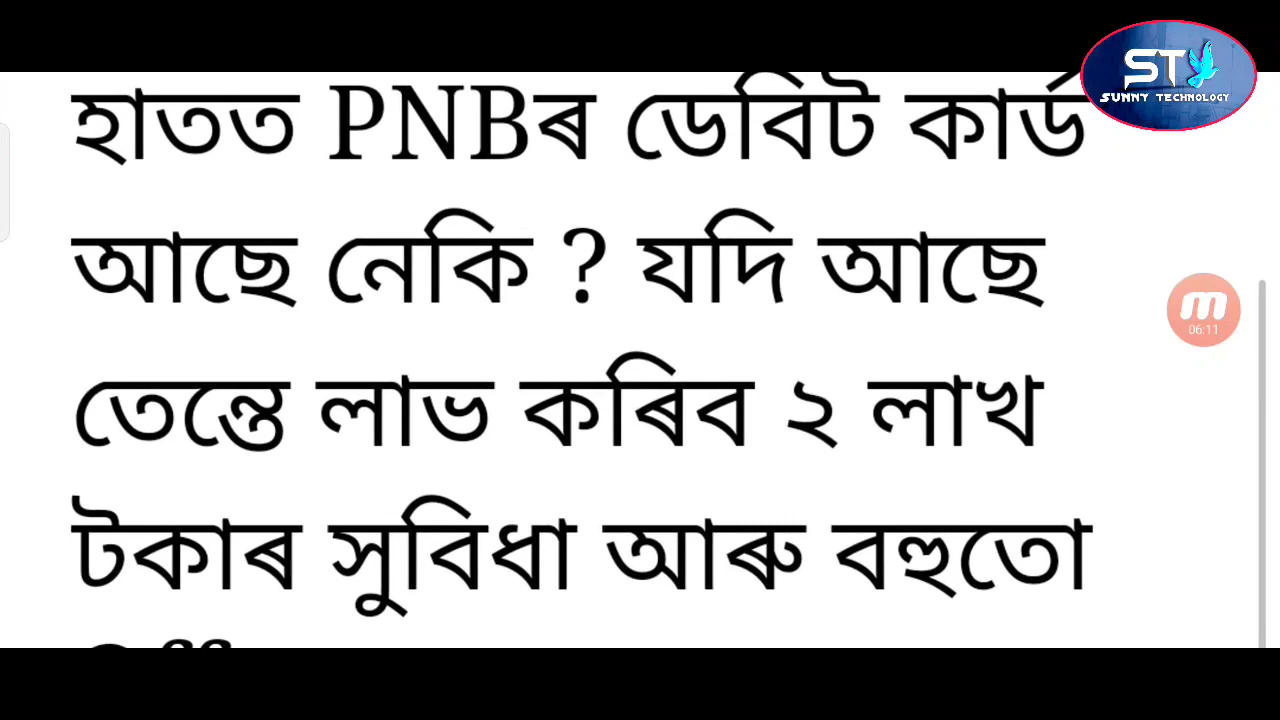 হাতত PNBৰ ডেবিট কাৰ্ড
আছে নেকি ? যদি আছে
তেন্তে লাভ কৰিব ২ লাখ
টকাৰ সুবিধা আৰু বহুতো
ST
SUNNY TECHNOLOGY
m
06:11